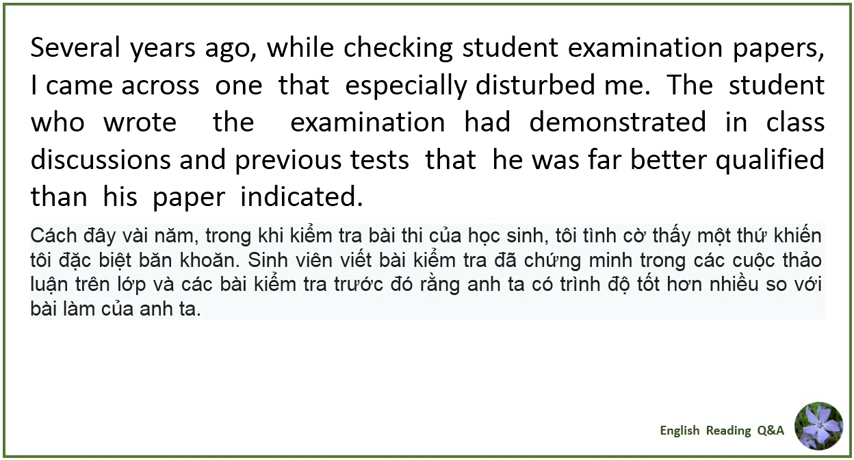 Several years ago, while checking student examination papers,
I came across one that especially disturbed me. The student
who wrote the examination had demonstrated in class
discussions and previous tests that he was far better qualified
than his paper indicated.
Cách đây vài năm, trong khi kiểm tra bài thi của học sinh, tôi tình cờ thấy một thứ khiến
tôi đặc biệt băn khoăn. Sinh viên viết bài kiểm tra đã chứng minh trong các cuộc thảo
luận trên lớp và các bài kiểm tra trước đó rằng anh ta có trình độ tốt hơn nhiều so với
bài làm của anh ta.
English Reading Q&A